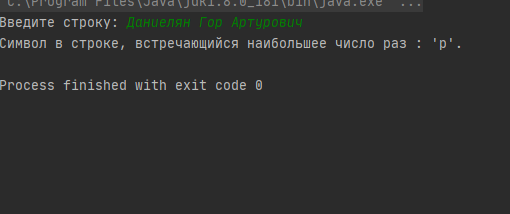 C:\Program Files\Java\jdk1.8.0_181\bin\java.exe" ...
Введите строку: Даниелян Гор Артурович
Символ в строке, встречающийся наибольшее число раз : 'р'.
Process finished with exit code 0